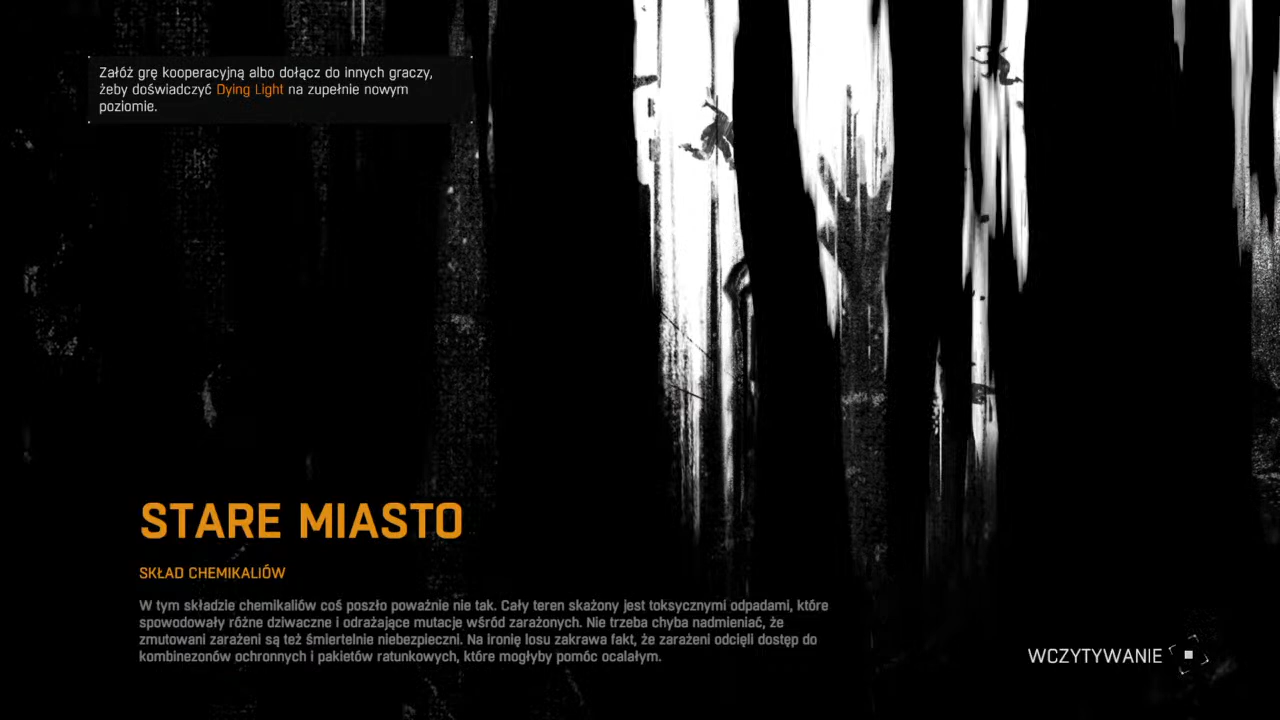 Załóż grę kooperacyjną albo dołącz do innych graczy,
żeby doświadczyć Dying Light na zupełnie nowym
poziomie.
STARE MIASTO
SKŁAD CHEMIKALIÓW
W tym składzie chemikaliów coś poszło poważnie nie tak. Cały teren skażony jest toksycznymi odpadami, które
spowodowały różne dziwaczne i odrażające mutacje wśród zarażonych. Nie trzeba chyba nadmieniać, że
zmutowani zarażeni są też śmiertelnie niebezpieczni. Na ironię losu zakrawa fakt, że zarażeni odcięli dostęp do
kombinezonów ochronnych i pakietów ratunkowych, które mogłyby pomóc ocalałym.
WCZYTYWANIE